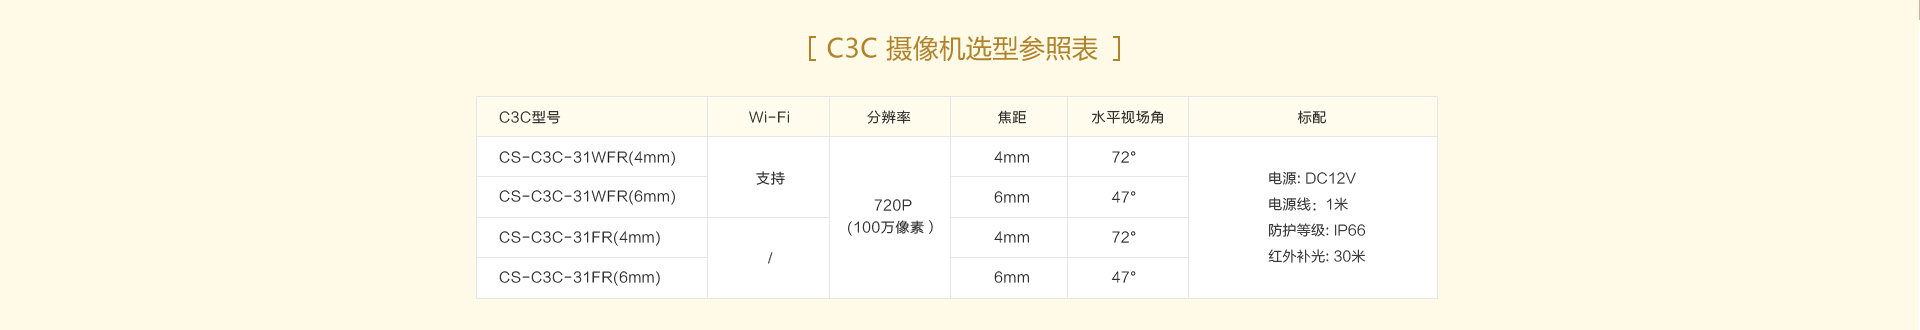 [ C3C 摄像机选型参照表 ]
C3C型号 Wi-Fi 分辨率 焦距 水平视场角 标配
CS-C3C-31WFR(4mm) 4mm 72°
支持
CS-C3C-31WFR(6mm) 6mm 47°
720P
(100万像素)
CS-C3C-31FR(4mm) 4mm 72°
/
CS-C3C-31FR(6mm) 6mm 47°
电源: DC12V
电源线: 1米
防护等级: IP66
红外补光: 30米